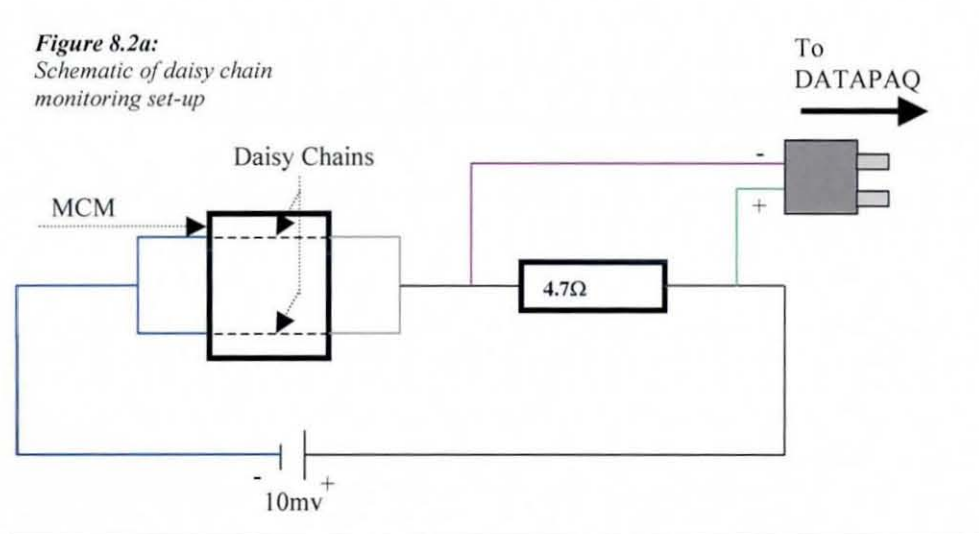 Figure 8.2a:
Schematic of daisy chain
monitoring set-up
To
DATAPAQ
Daisy Chains
MCM
-
+
4.7Ω
-
+
10mv